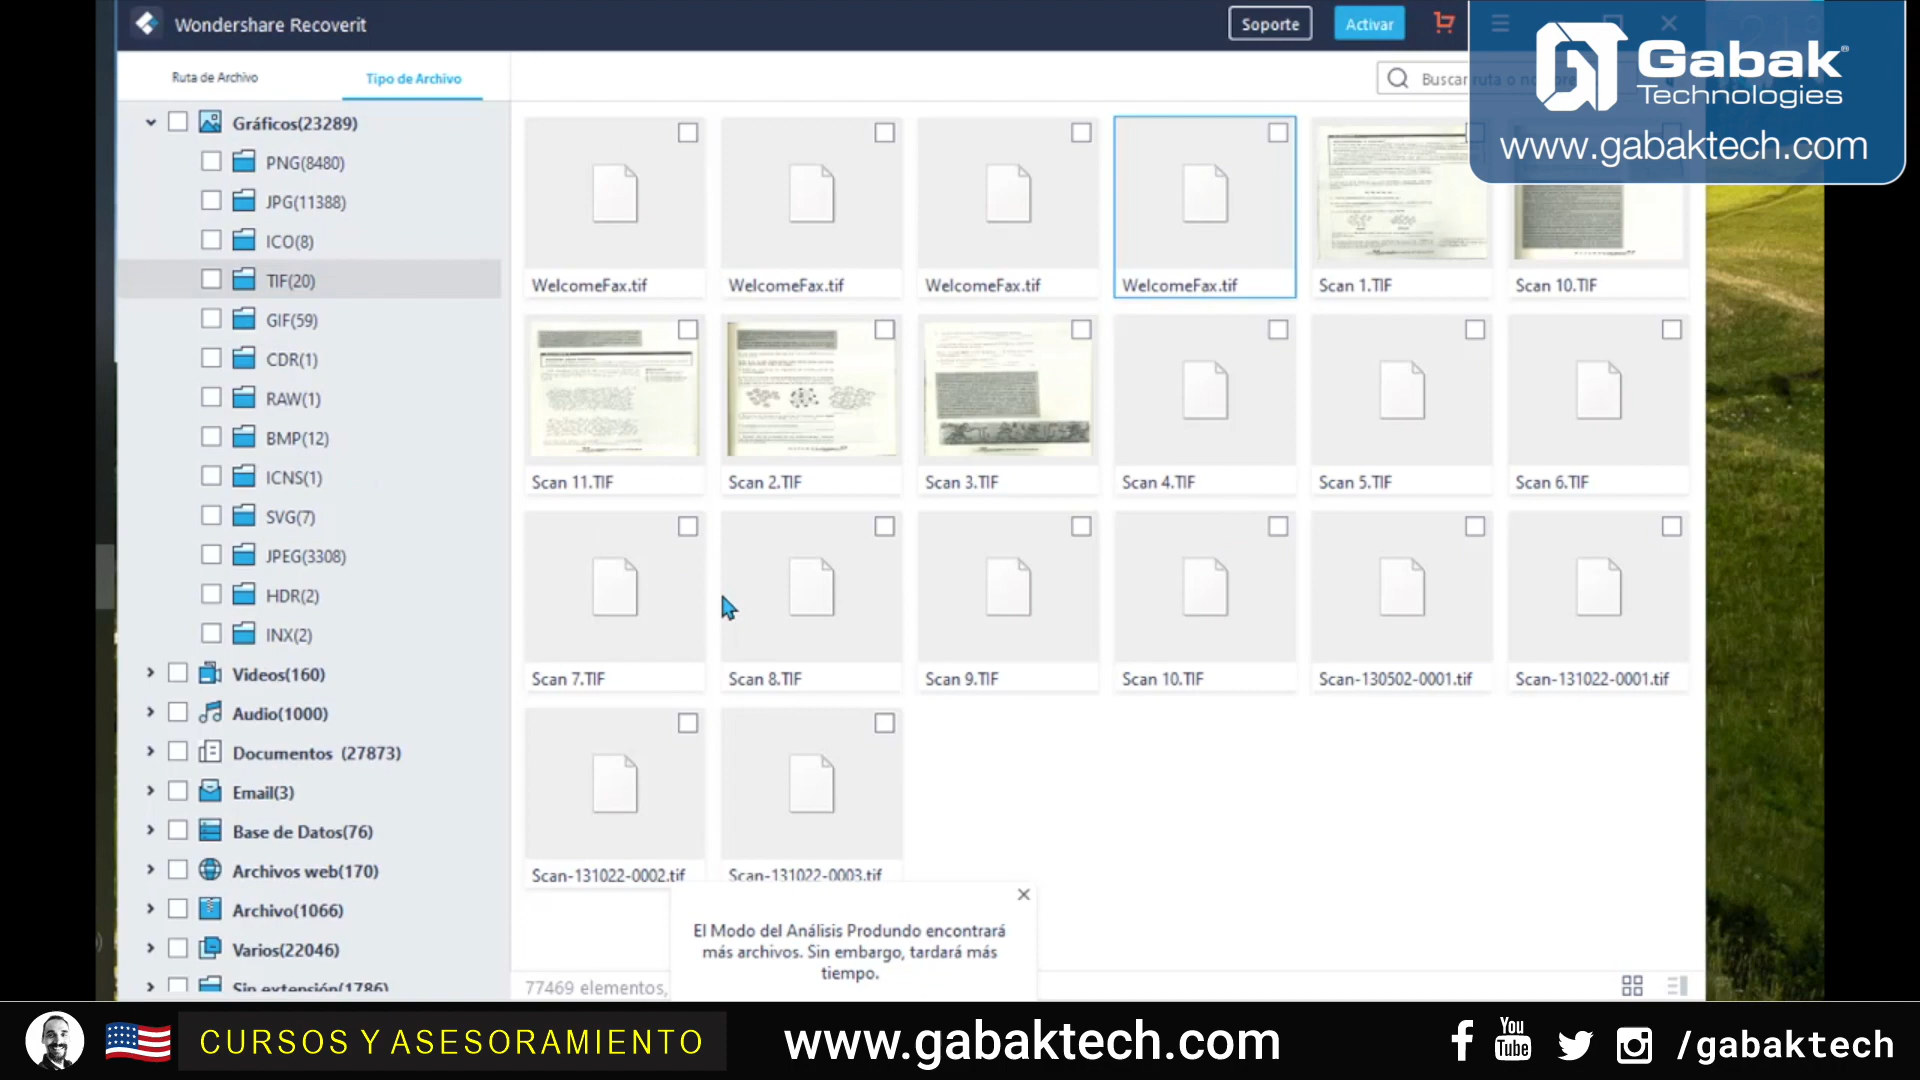 Wondershare Recoverit
Soporte
Activar
Gabak
Technologies
www.gabaktech.com
Ruta de Archivo
Tipo de Archivo
Buscar ruta o nombre
Gráficos(23289)
PNG(8480)
JPG(11388)
ICO(8)
TIF(20)
GIF(59)
CDR(1)
RAW(1)
BMP(12)
ICNS(1)
SVG(7)
JPEG(3308)
HDR(2)
INX(2)
Videos(160)
Audio(1000)
Documentos (27873)
Email(3)
Base de Datos(76)
Archivos web(170)
Archivo(1066)
Varios(22046)
Sin extensión(1786)
WelcomeFax.tif
WelcomeFax.tif
WelcomeFax.tif
WelcomeFax.tif
Scan 1.TIF
Scan 10.TIF
Scan 11.TIF
Scan 2.TIF
Scan 3.TIF
Scan 4.TIF
Scan 5.TIF
Scan 6.TIF
Scan 7.TIF
Scan 8.TIF
Scan 9.TIF
Scan 10.TIF
Scan-130502-0001.tif
Scan-131022-0001.tif
Scan-131022-0002.tif
Scan-131022-0003.tif
El Modo del Análisis Produndo encontrará
más archivos. Sin embargo, tardará más
tiempo.
77469 elementos,
CURSOS Y ASESORAMIENTO
www.gabaktech.com
You
Tube
/gabaktech